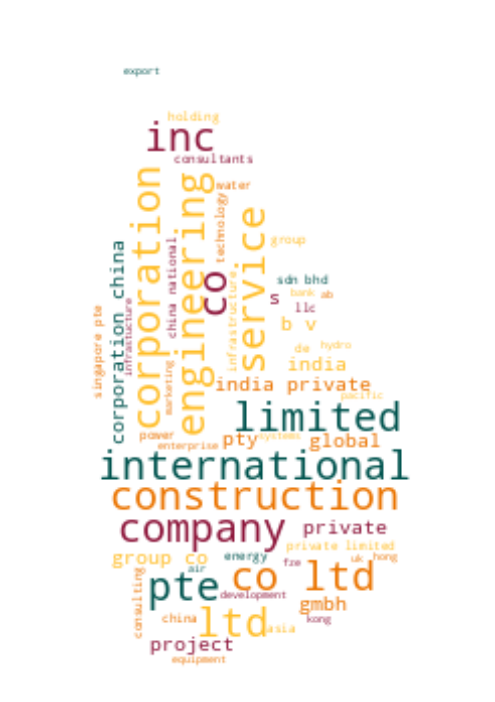 export
holding
inc
consultants
water
corporation
engineering
technology
service
group
china national
corporation china
co
sdn bhd
s
bank
ab
llc
infrastructure
infrastucture
singapore pte
b v
de
hydro
marketing
india
india private
pacific
limited
power
enterprise
pty
systems
global
international
construction
company
private
private limited
group co
energy
uk
hong
fze
air
pte
co ltd
development
consulting
gmbh
china
ltd
kong
asia
project
equipment